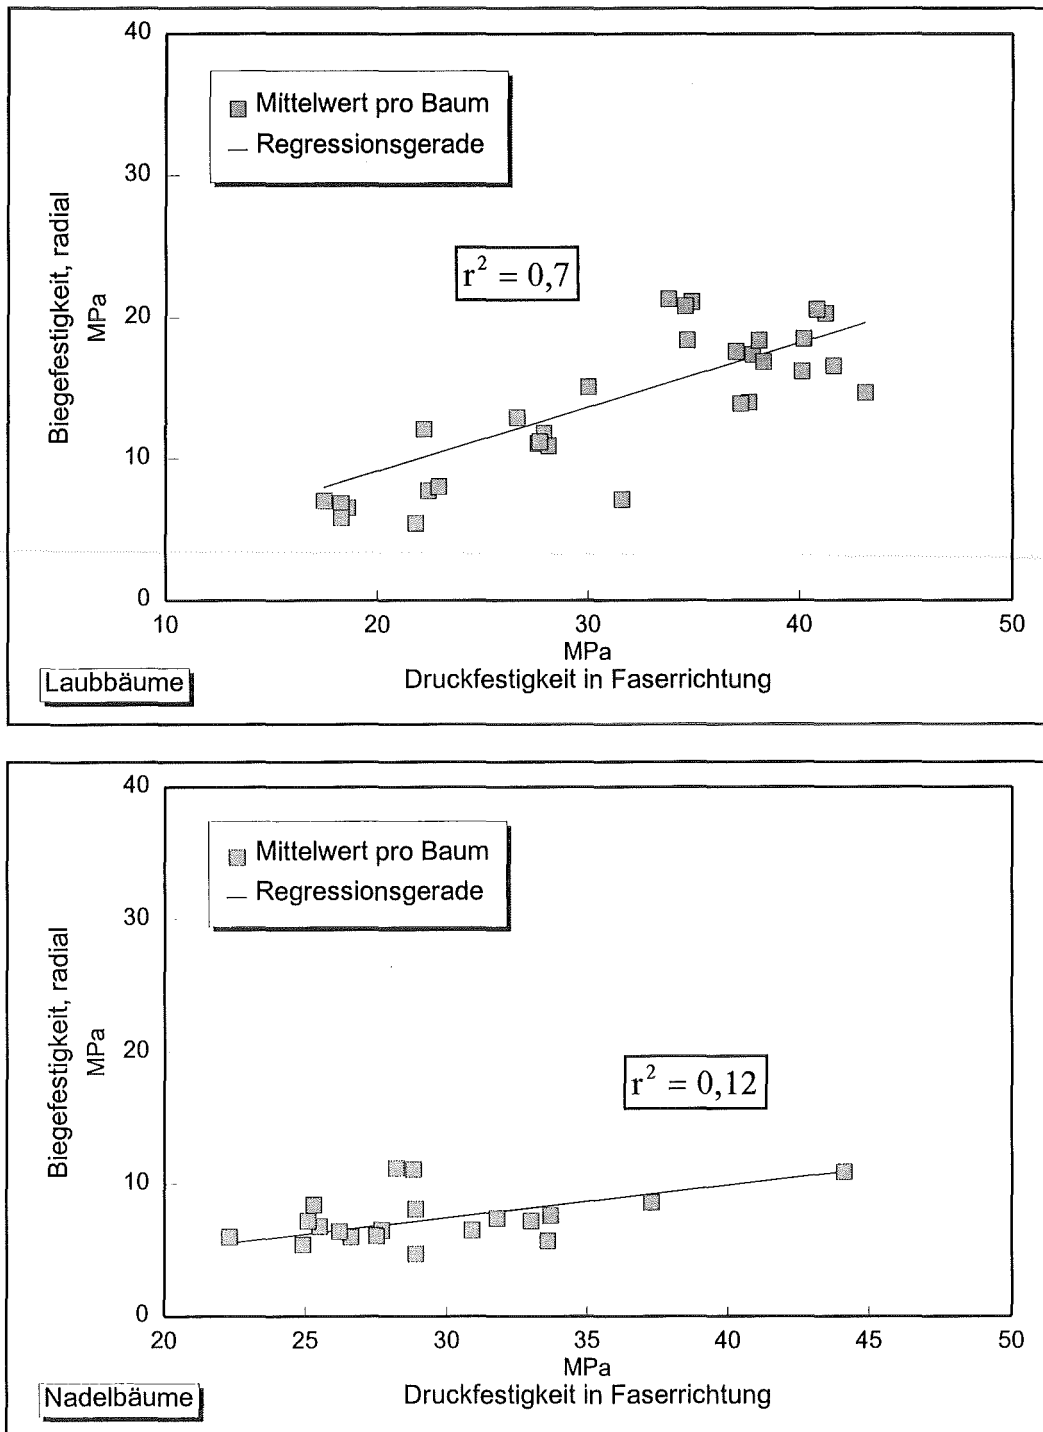 40
Mittelwert pro Baum
Regressionsgerade
30
Biegefestigkeit, radial
MPa
r² = 0,7
20
10
0
10 20 30 40 50
MPa
Druckfestigkeit in Faserrichtung
Laubbäume
40
Mittelwert pro Baum
Regressionsgerade
30
Biegefestigkeit, radial
MPa
20
r² = 0,12
10
0
20 25 30 35 40 45 50
MPa
Druckfestigkeit in Faserrichtung
Nadelbäume